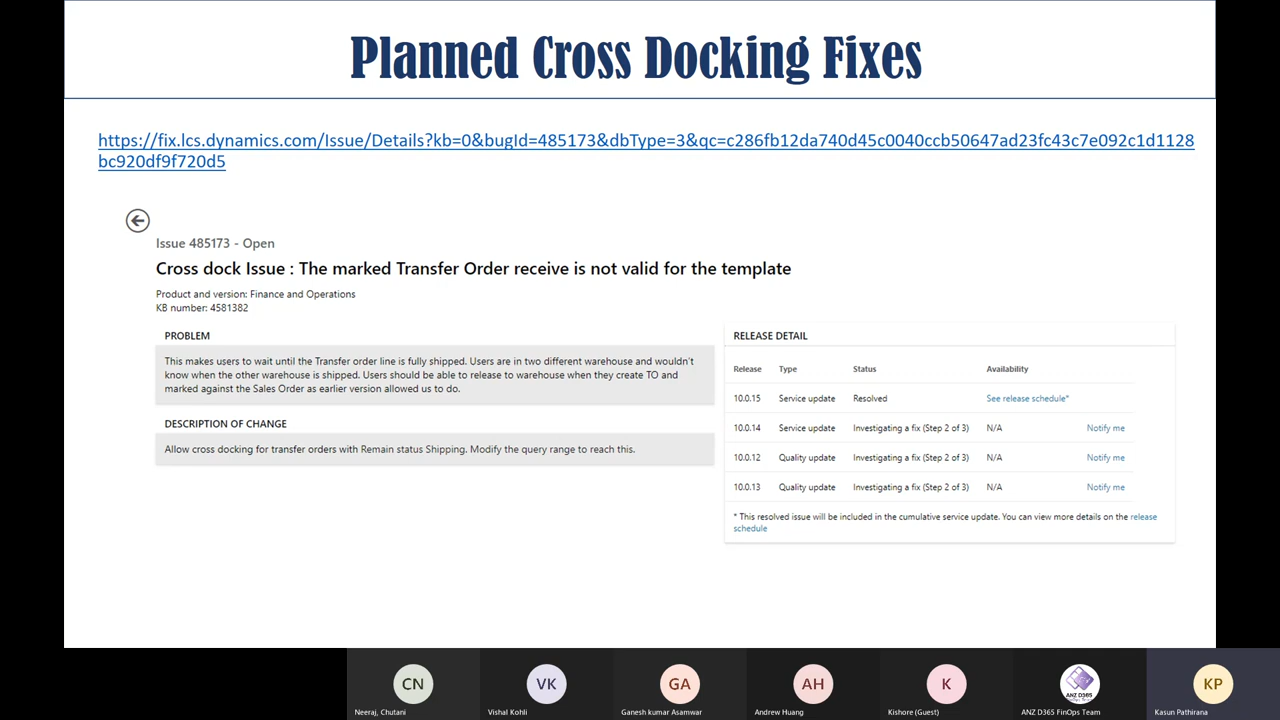 Planned Cross Docking Fixes
https://fix.lcs.dynamics.com/Issue/Details?kb=0&bugId=485173&dbType=3&qc=c286fb12da740d45c0040ccb50647ad23fc43c7e092c1d1128
bc920df9f720d5
Issue 485173 - Open
Cross dock Issue : The marked Transfer Order receive is not valid for the template
Product and version: Finance and Operations
KB number: 4581382
PROBLEM
This makes users to wait until the Transfer order line is fully shipped. Users are in two different warehouse and wouldn't
know when the other warehouse is shipped. Users should be able to release to warehouse when they create TO and
marked against the Sales Order as earlier version allowed us to do.
DESCRIPTION OF CHANGE
Allow cross docking for transfer orders with Remain status Shipping. Modify the query range to reach this.
RELEASE DETAIL
Release Type Status Availability
10.0.15 Service update Resolved See release schedule*
10.0.14 Service update Investigating a fix (Step 2 of 3) N/A Notify me
10.0.12 Quality update Investigating a fix (Step 2 of 3) N/A Notify me
10.0.13 Quality update Investigating a fix (Step 2 of 3) N/A Notify me
* This resolved issue will be included in the cumulative service update. You can view more details on the release
schedule
CN VK GA AH K ANZ D365 KP
Neeraj, Chutani Vishal Kohli Ganesh kumar Asamwar Andrew Huang Kishore (Guest) ANZ D365 FinOps Team Kasun Pathirana